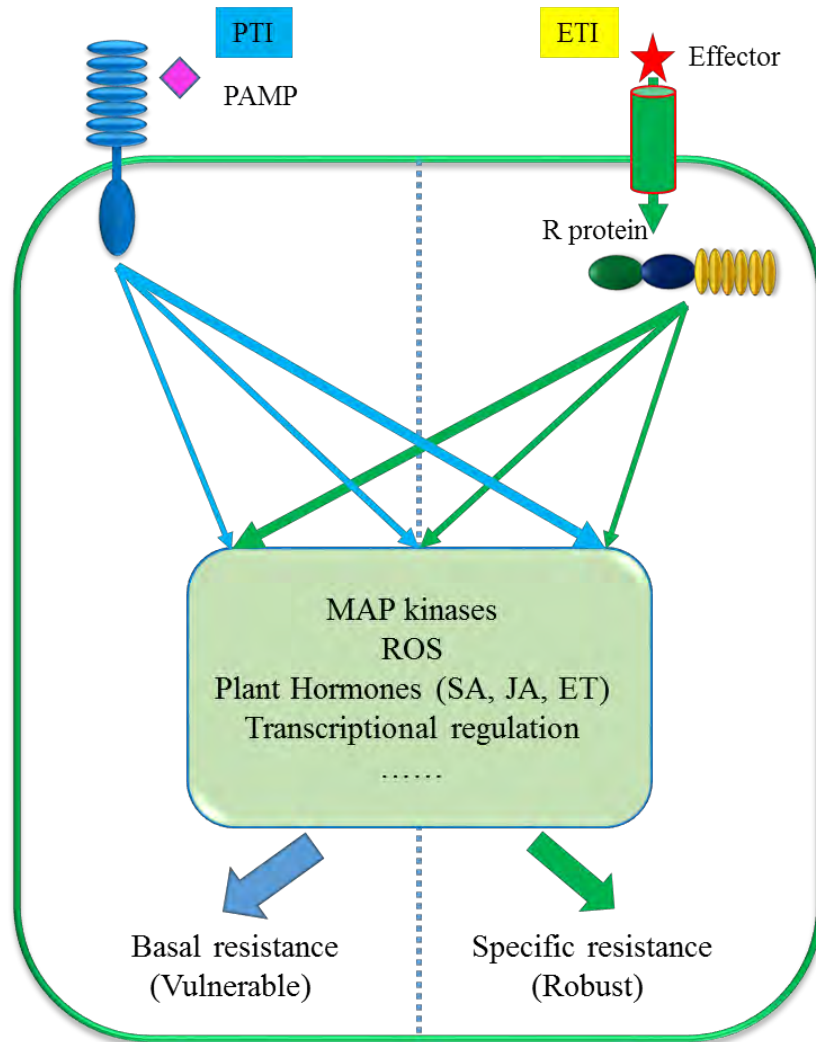 PTI
ETI
Effector
PAMP
R protein
MAP kinases
ROS
Plant Hormones (SA, JA, ET)
Transcriptional regulation
……
Basal resistance
(Vulnerable)
Specific resistance
(Robust)